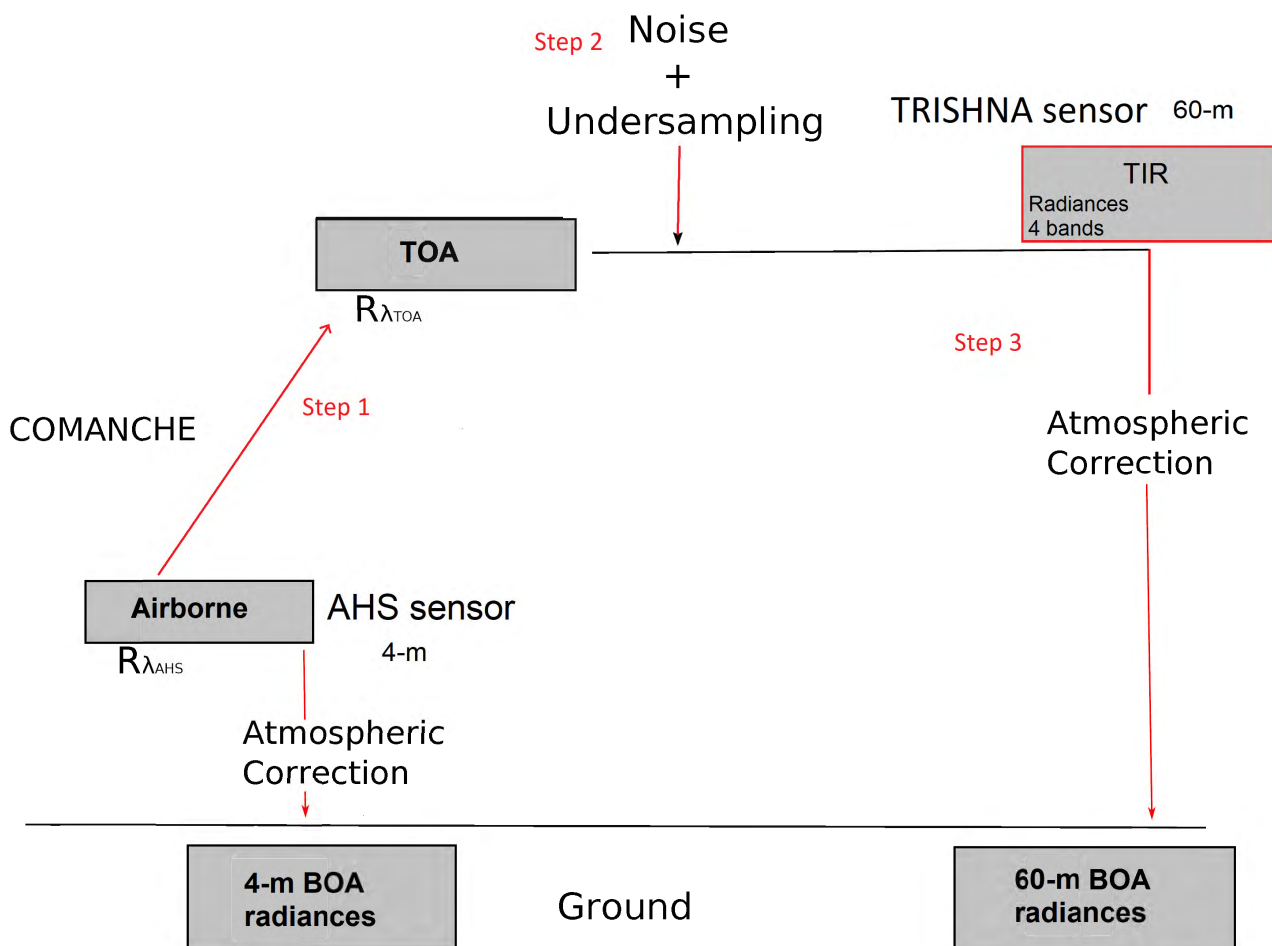 Step 2
Noise
+
Undersampling
TRISHNA sensor 60-m
TIR
Radiances
4 bands
TOA
RλTOA
Step 3
Step 1
COMANCHE
Atmospheric
Correction
Airborne
AHS sensor
4-m
RλAHS
Atmospheric
Correction
4-m BOA
radiances
Ground
60-m BOA
radiances